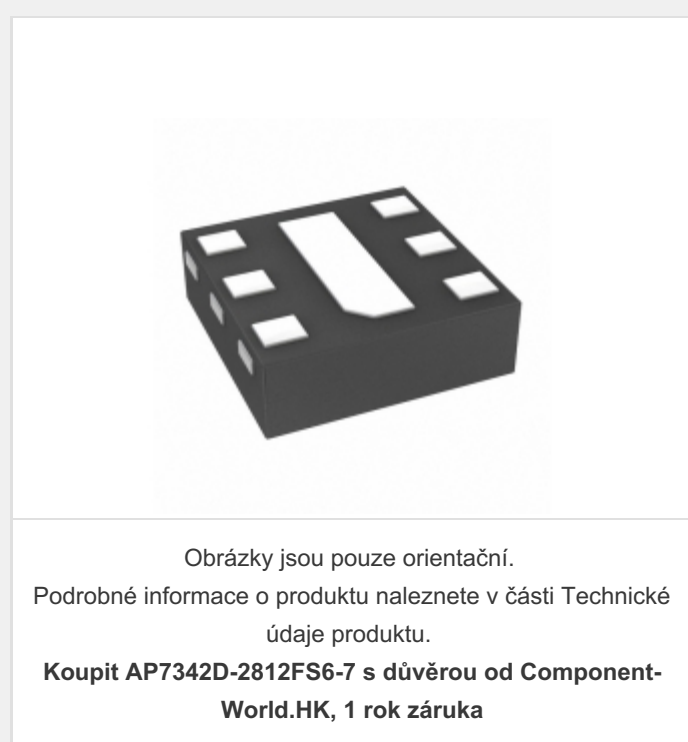 Obrázky jsou pouze orientační.
Podrobné informace o produktu naleznete v části Technické
údaje produktu.
Koupit AP7342D-2812FS6-7 s důvěrou od Component-
World.HK, 1 rok záruka